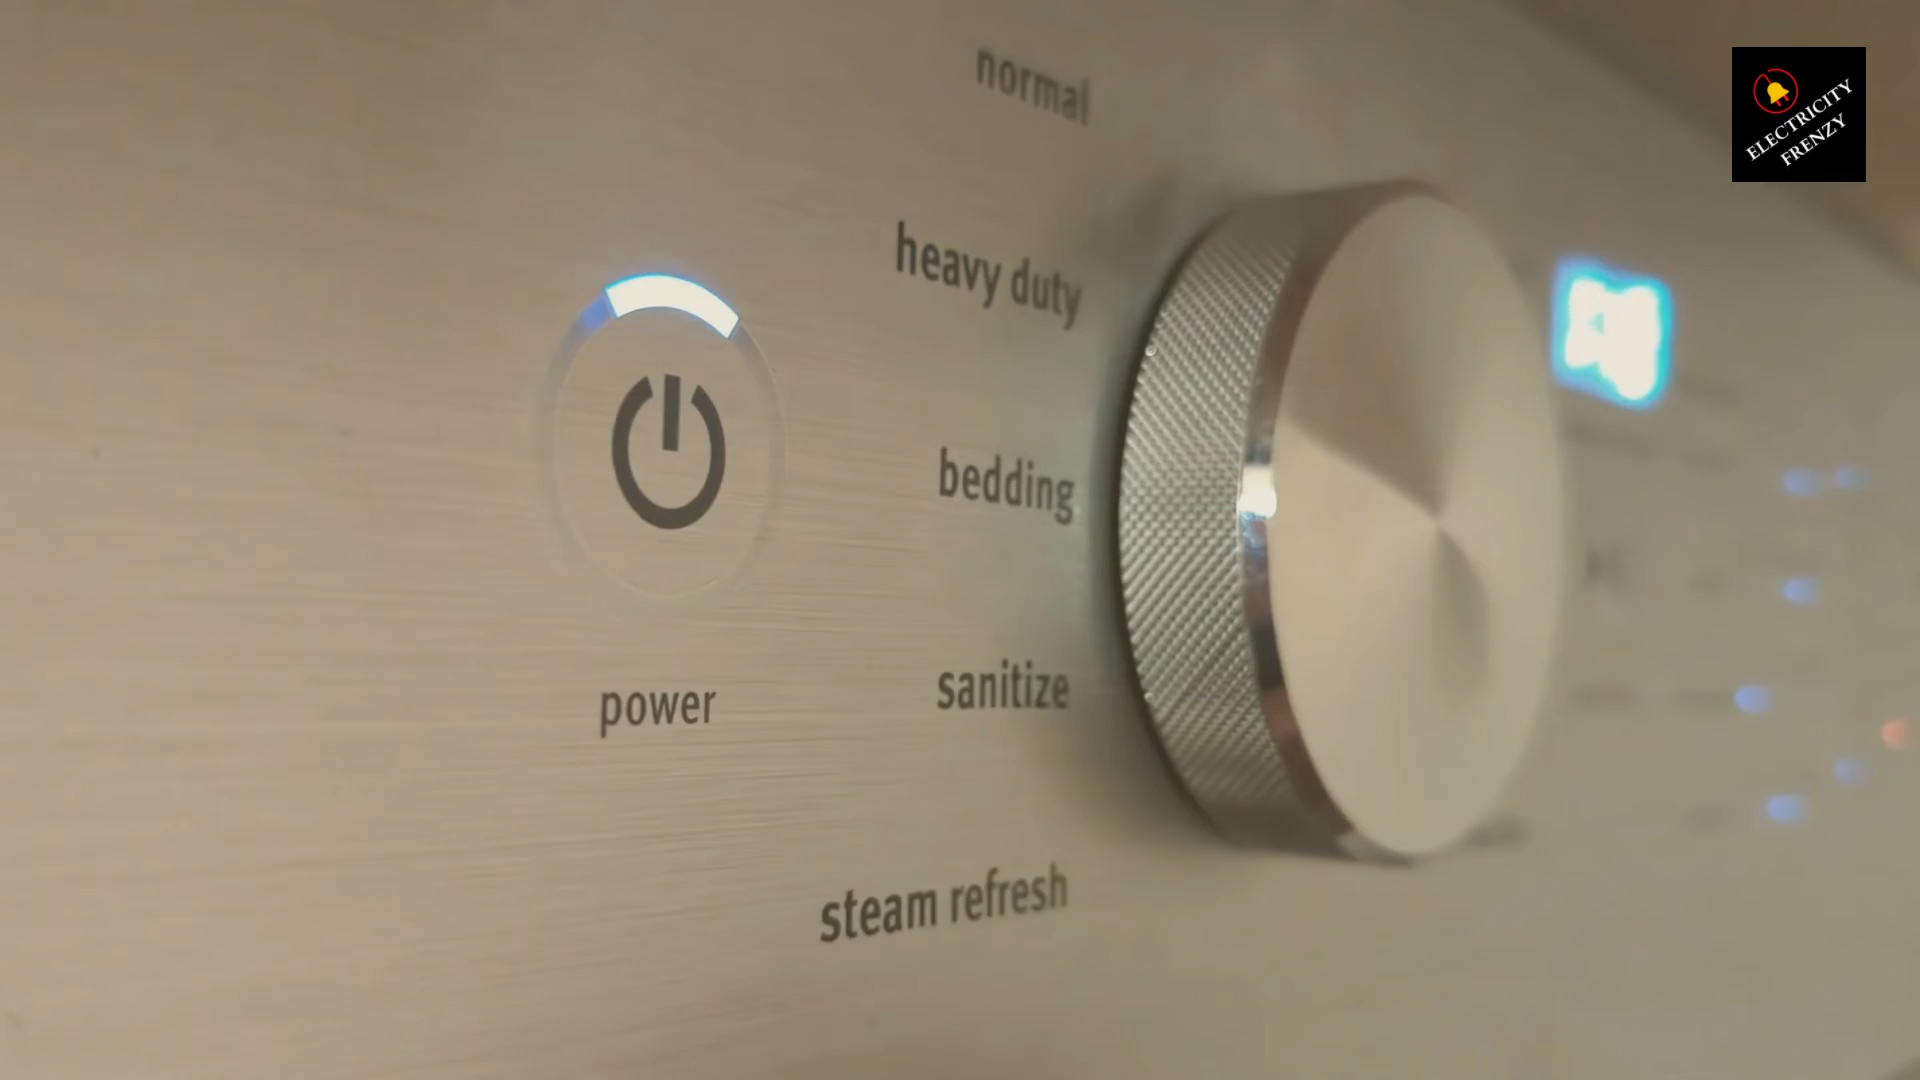 normal
heavy duty
bedding
sanitize
steam refresh
power
ELECTRICITY
FRENZY